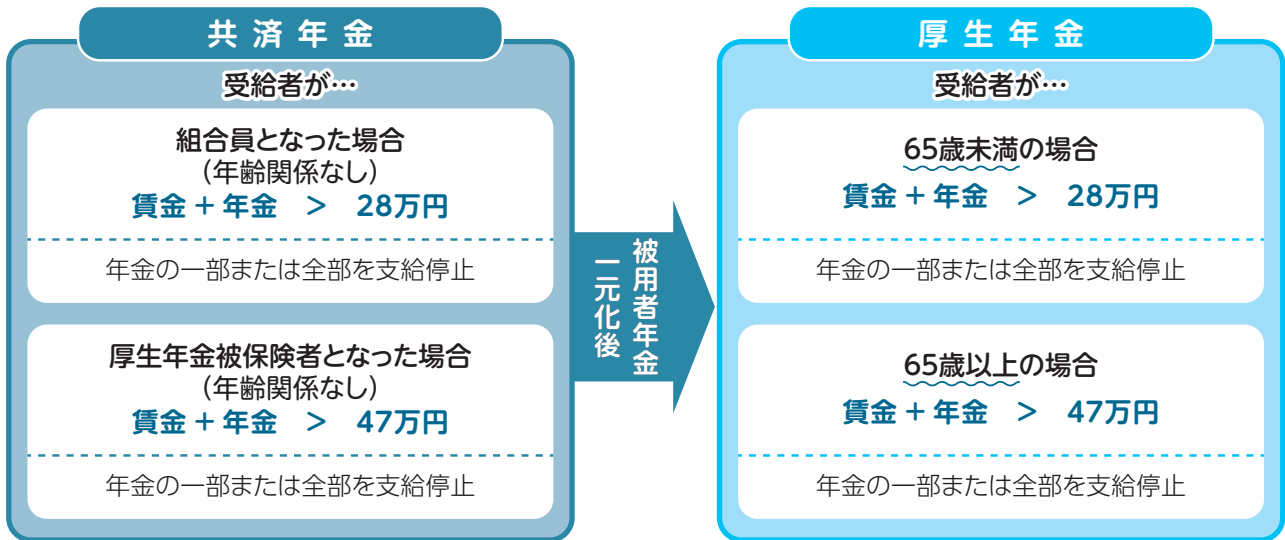 共済年金
受給者が…
組合員となった場合
(年齢関係なし)
賃金 + 年金 > 28万円
年金の一部または全部を支給停止
厚生年金被保険者となった場合
(年齢関係なし)
賃金 + 年金 > 47万円
年金の一部または全部を支給停止
被用者年金
一元化後
厚生年金
受給者が…
65歳未満の場合
賃金 + 年金 > 28万円
年金の一部または全部を支給停止
65歳以上の場合
賃金 + 年金 > 47万円
年金の一部または全部を支給停止